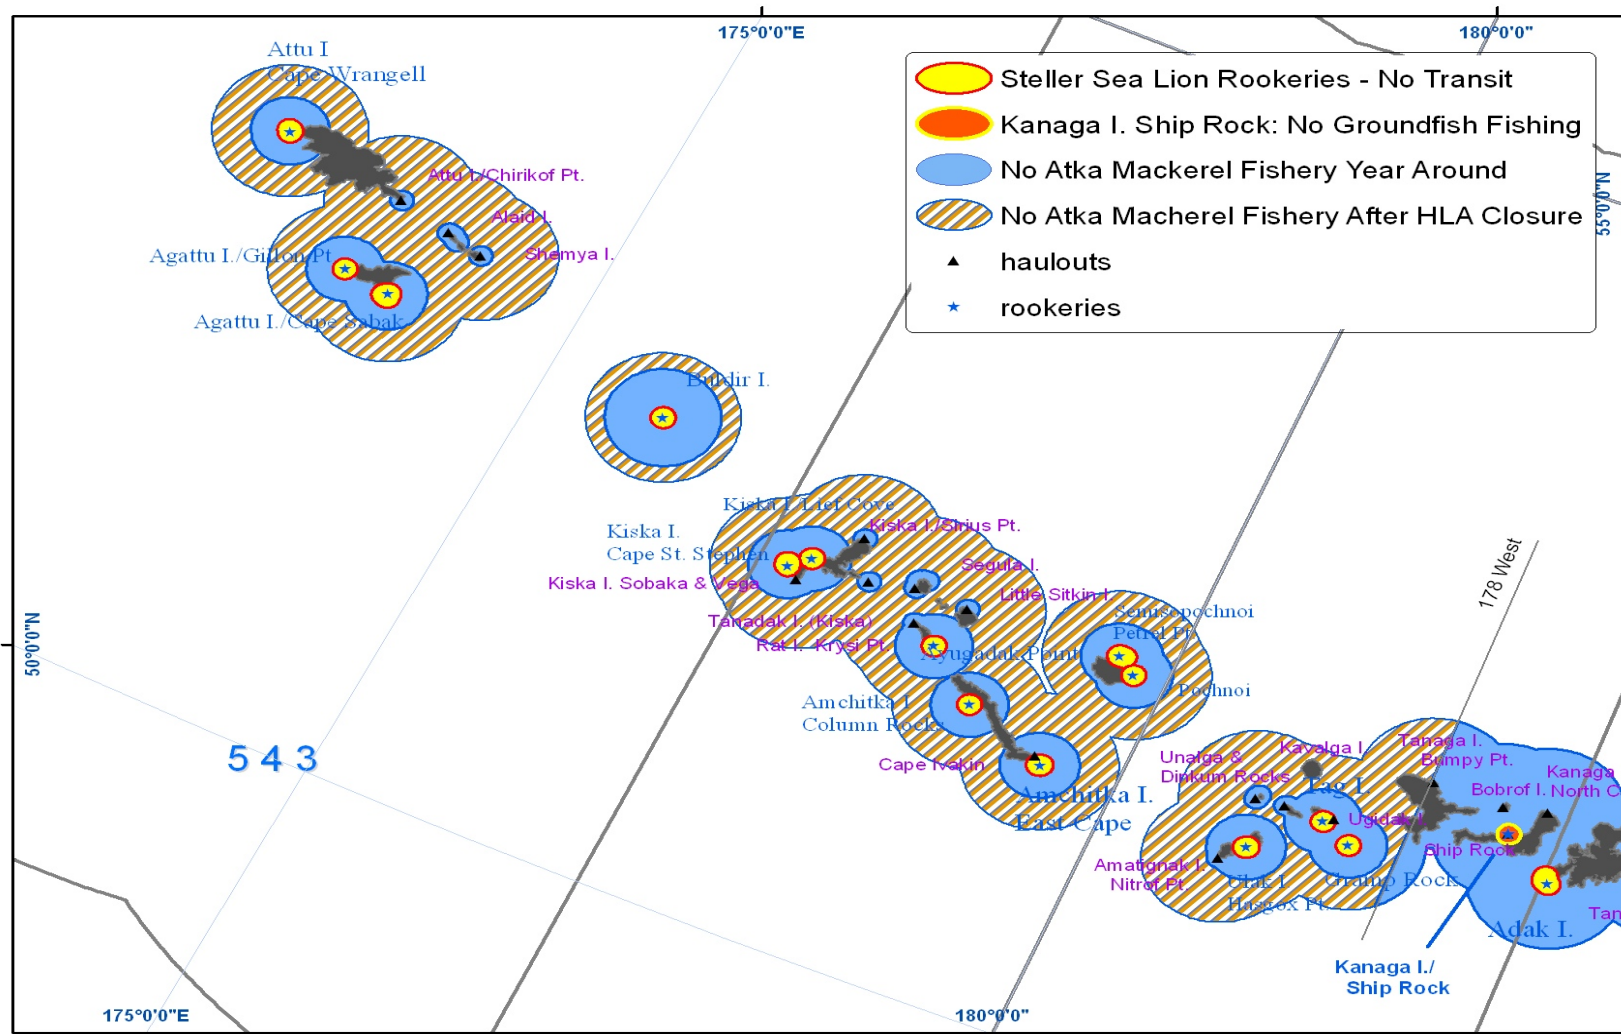 175°0'0"E
180°0'0"
Attu I
Cape Wrangell
Steller Sea Lion Rookeries - No Transit
Kanaga I. Ship Rock: No Groundfish Fishing
No Atka Mackerel Fishery Year Around
No Atka Macherel Fishery After HLA Closure
haulouts
rookeries
55°0'0"N
Attu I./Chirikof Pt.
Alaid I.
Shemya I.
Agattu I./Gillon Pt
Agattu I./Cape Sabak
Buldir I.
Kiska I./Lief Cove
Kiska I./Sirius Pt.
Kiska I.
Cape St. Stephen
Kiska I. Sobaka & Vega
Segula I.
Little Sitkin I.
Tanadak I. (Kiska)
Rat I. Krysi Pt.
Ayugadak Point
Semisopochnoi
Petrel Pt.
Pochnoi
178 West
50°0'0"N
Amchitka I.
Column Rocks
Cape Ivakin
Amchitka I.
East Cape
543
Unalga &
Dinkum Rocks
Kavalga I.
Tag I.
Ugidak I.
Tanaga I.
Bumpy Pt.
Bobrof I.
Kanaga
North C
Ship Rock
Amatignak I.
Nitrof Pt.
Ulak I.
Hasgox Pt.
Gramp Rock
Adak I.
Tan
Kanaga I./
Ship Rock
175°0'0"E
180°0'0"